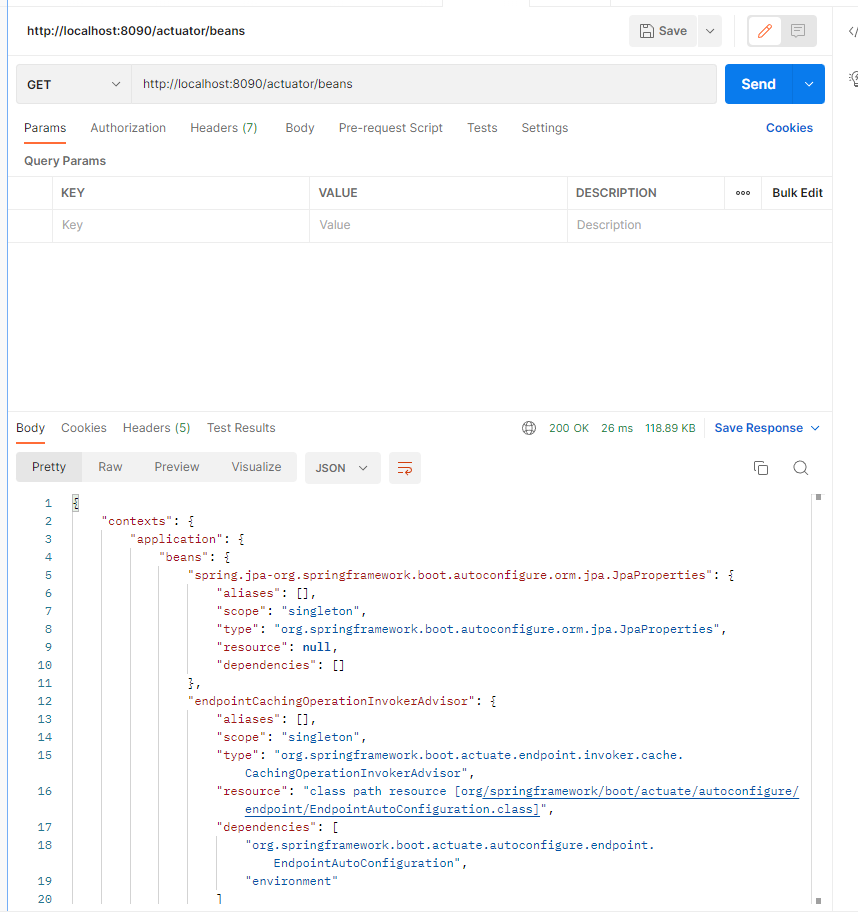 http://localhost:8090/actuator/beans Save
GET http://localhost:8090/actuator/beans Send
Params Authorization Headers (7) Body Pre-request Script Tests Settings Cookies
Query Params
KEY VALUE DESCRIPTION ooo Bulk Edit
Key Value Description
Body Cookies Headers (5) Test Results 200 OK 26 ms 118.89 KB Save Response
Pretty Raw Preview Visualize JSON
1 {
2 "contexts": {
3 "application": {
4 "beans": {
5 "spring.jpa-org.springframework.boot.autoconfigure.orm.jpa.JpaProperties": {
6 "aliases": [],
7 "scope": "singleton",
8 "type": "org.springframework.boot.autoconfigure.orm.jpa.JpaProperties",
9 "resource": null,
10 "dependencies": []
11 },
12 "endpointCachingOperationInvokerAdvisor": {
13 "aliases": [],
14 "scope": "singleton",
15 "type": "org.springframework.boot.actuate.endpoint.invoker.cache.
CachingOperationInvokerAdvisor",
16 "resource": "class path resource [org/springframework/boot/actuate/autoconfigure/
endpoint/EndpointAutoConfiguration.class]",
17 "dependencies": [
18 "org.springframework.boot.actuate.autoconfigure.endpoint.
EndpointAutoConfiguration",
19 "environment"
20 ]